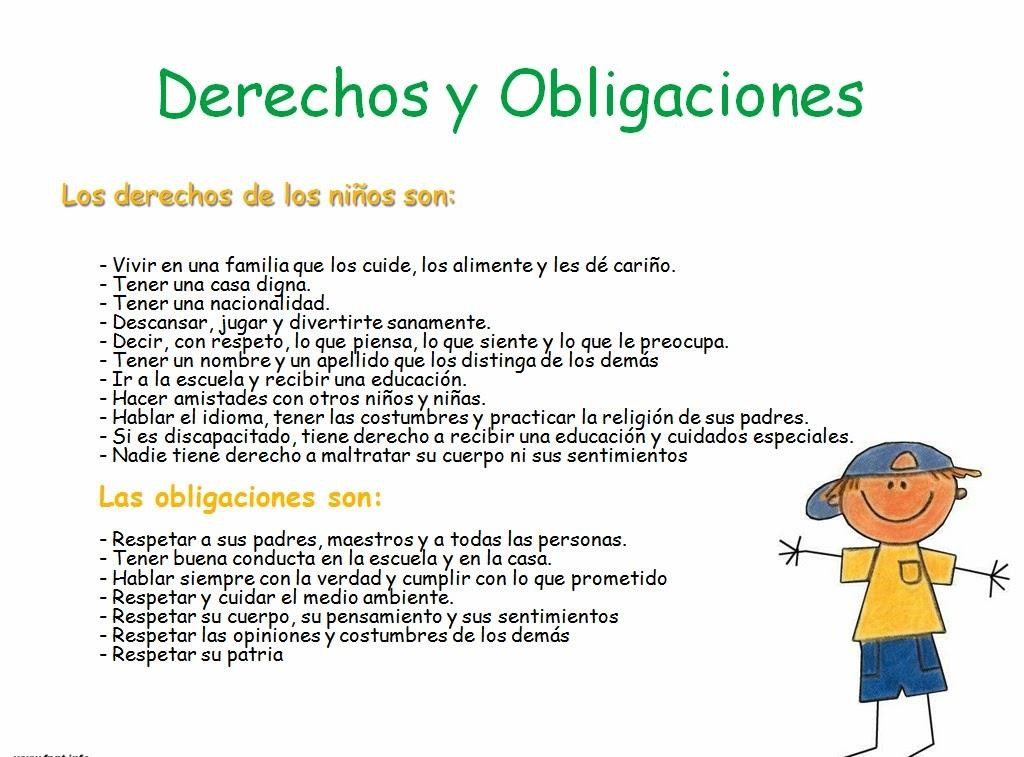 Derechos y Obligaciones
Los derechos de los niños son:
- Vivir en una familia que los cuide, los alimente y les dé cariño.
- Tener una casa digna.
- Tener una nacionalidad.
- Descansar, jugar y divertirte sanamente.
- Decir, con respeto, lo que piensa, lo que siente y lo que le preocupa.
- Tener un nombre y un apellido que los distinga de los demás
- Ir a la escuela y recibir una educación.
- Hacer amistades con otros niños y niñas.
- Hablar el idioma, tener las costumbres y practicar la religión de sus padres.
- Si es discapacitado, tiene derecho a recibir una educación y cuidados especiales.
- Nadie tiene derecho a maltratar su cuerpo ni sus sentimientos
Las obligaciones son:
- Respetar a sus padres, maestros y a todas las personas.
- Tener buena conducta en la escuela y en la casa.
- Hablar siempre con la verdad y cumplir con lo que prometido
- Respetar y cuidar el medio ambiente.
- Respetar su cuerpo, su pensamiento y sus sentimientos
- Respetar las opiniones y costumbres de los demás
- Respetar su patria